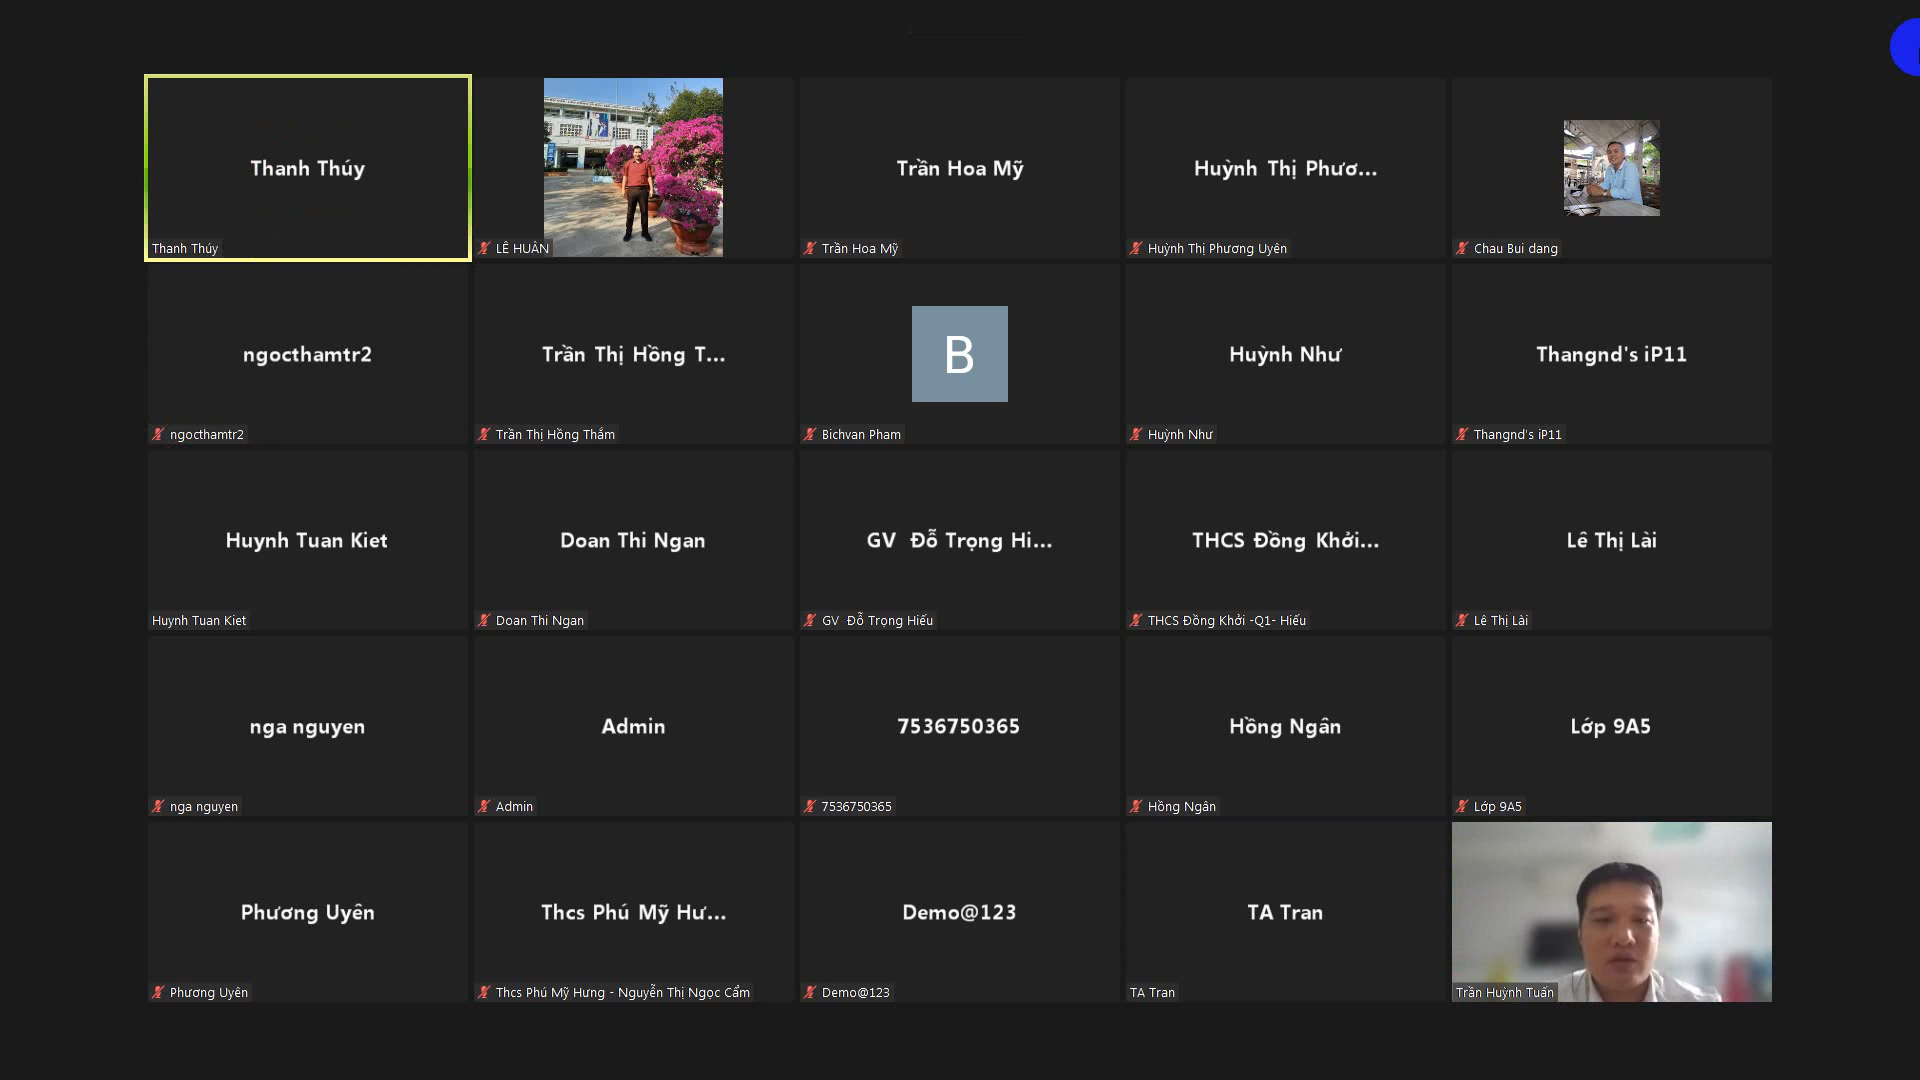 Thanh Thúy
Thanh Thúy
LÊ HUÂN
Trần Hoa Mỹ
Trần Hoa Mỹ
Huỳnh Thị Phươ...
Huỳnh Thị Phương Uyên
Chau Bui dang
ngocthamtr2
ngocthamtr2
Trần Thị Hồng T...
Trần Thị Hồng Thắm
B
Bichvan Pham
Huỳnh Như
Huỳnh Như
Thangnd's iP11
Thangnd's iP11
Huynh Tuan Kiet
Huynh Tuan Kiet
Doan Thi Ngan
Doan Thi Ngan
GV Đỗ Trọng Hi...
GV Đỗ Trọng Hiếu
THCS Đồng Khởi...
THCS Đồng Khởi -Q1- Hiếu
Lê Thị Lài
Lê Thị Lài
nga nguyen
nga nguyen
Admin
Admin
7536750365
7536750365
Hồng Ngân
Hồng Ngân
Lớp 9A5
Lớp 9A5
Phương Uyên
Phương Uyên
Thcs Phú Mỹ Hư...
Thcs Phú Mỹ Hưng - Nguyễn Thị Ngọc Cẩm
Demo@123
Demo@123
TA Tran
TA Tran
Trần Huỳnh Tuấn